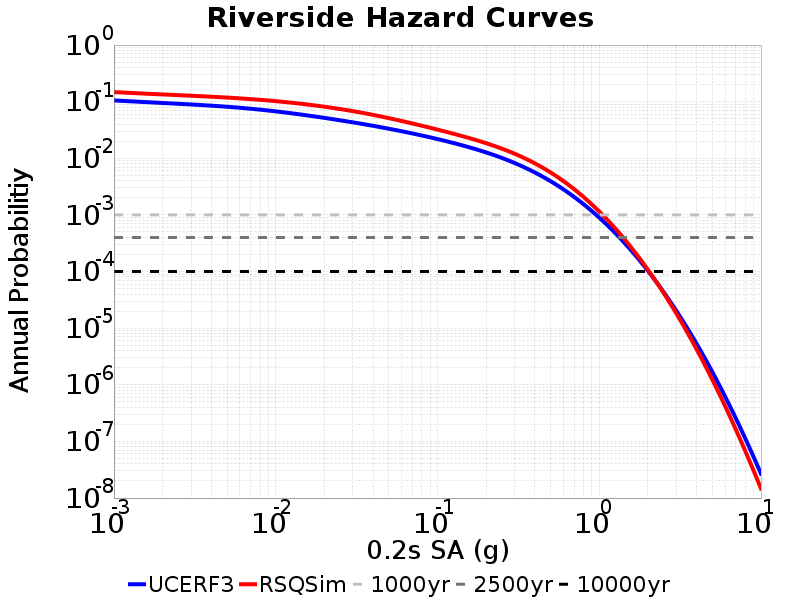 Riverside Hazard Curves
Annual Probabilitiy
10^0
10^-1
10^-2
10^-3
10^-4
10^-5
10^-6
10^-7
10^-8
10^-3 10^-2 10^-1 10^0 10^1
0.2s SA (g)
UCERF3 RSQSim 1000yr 2500yr 10000yr